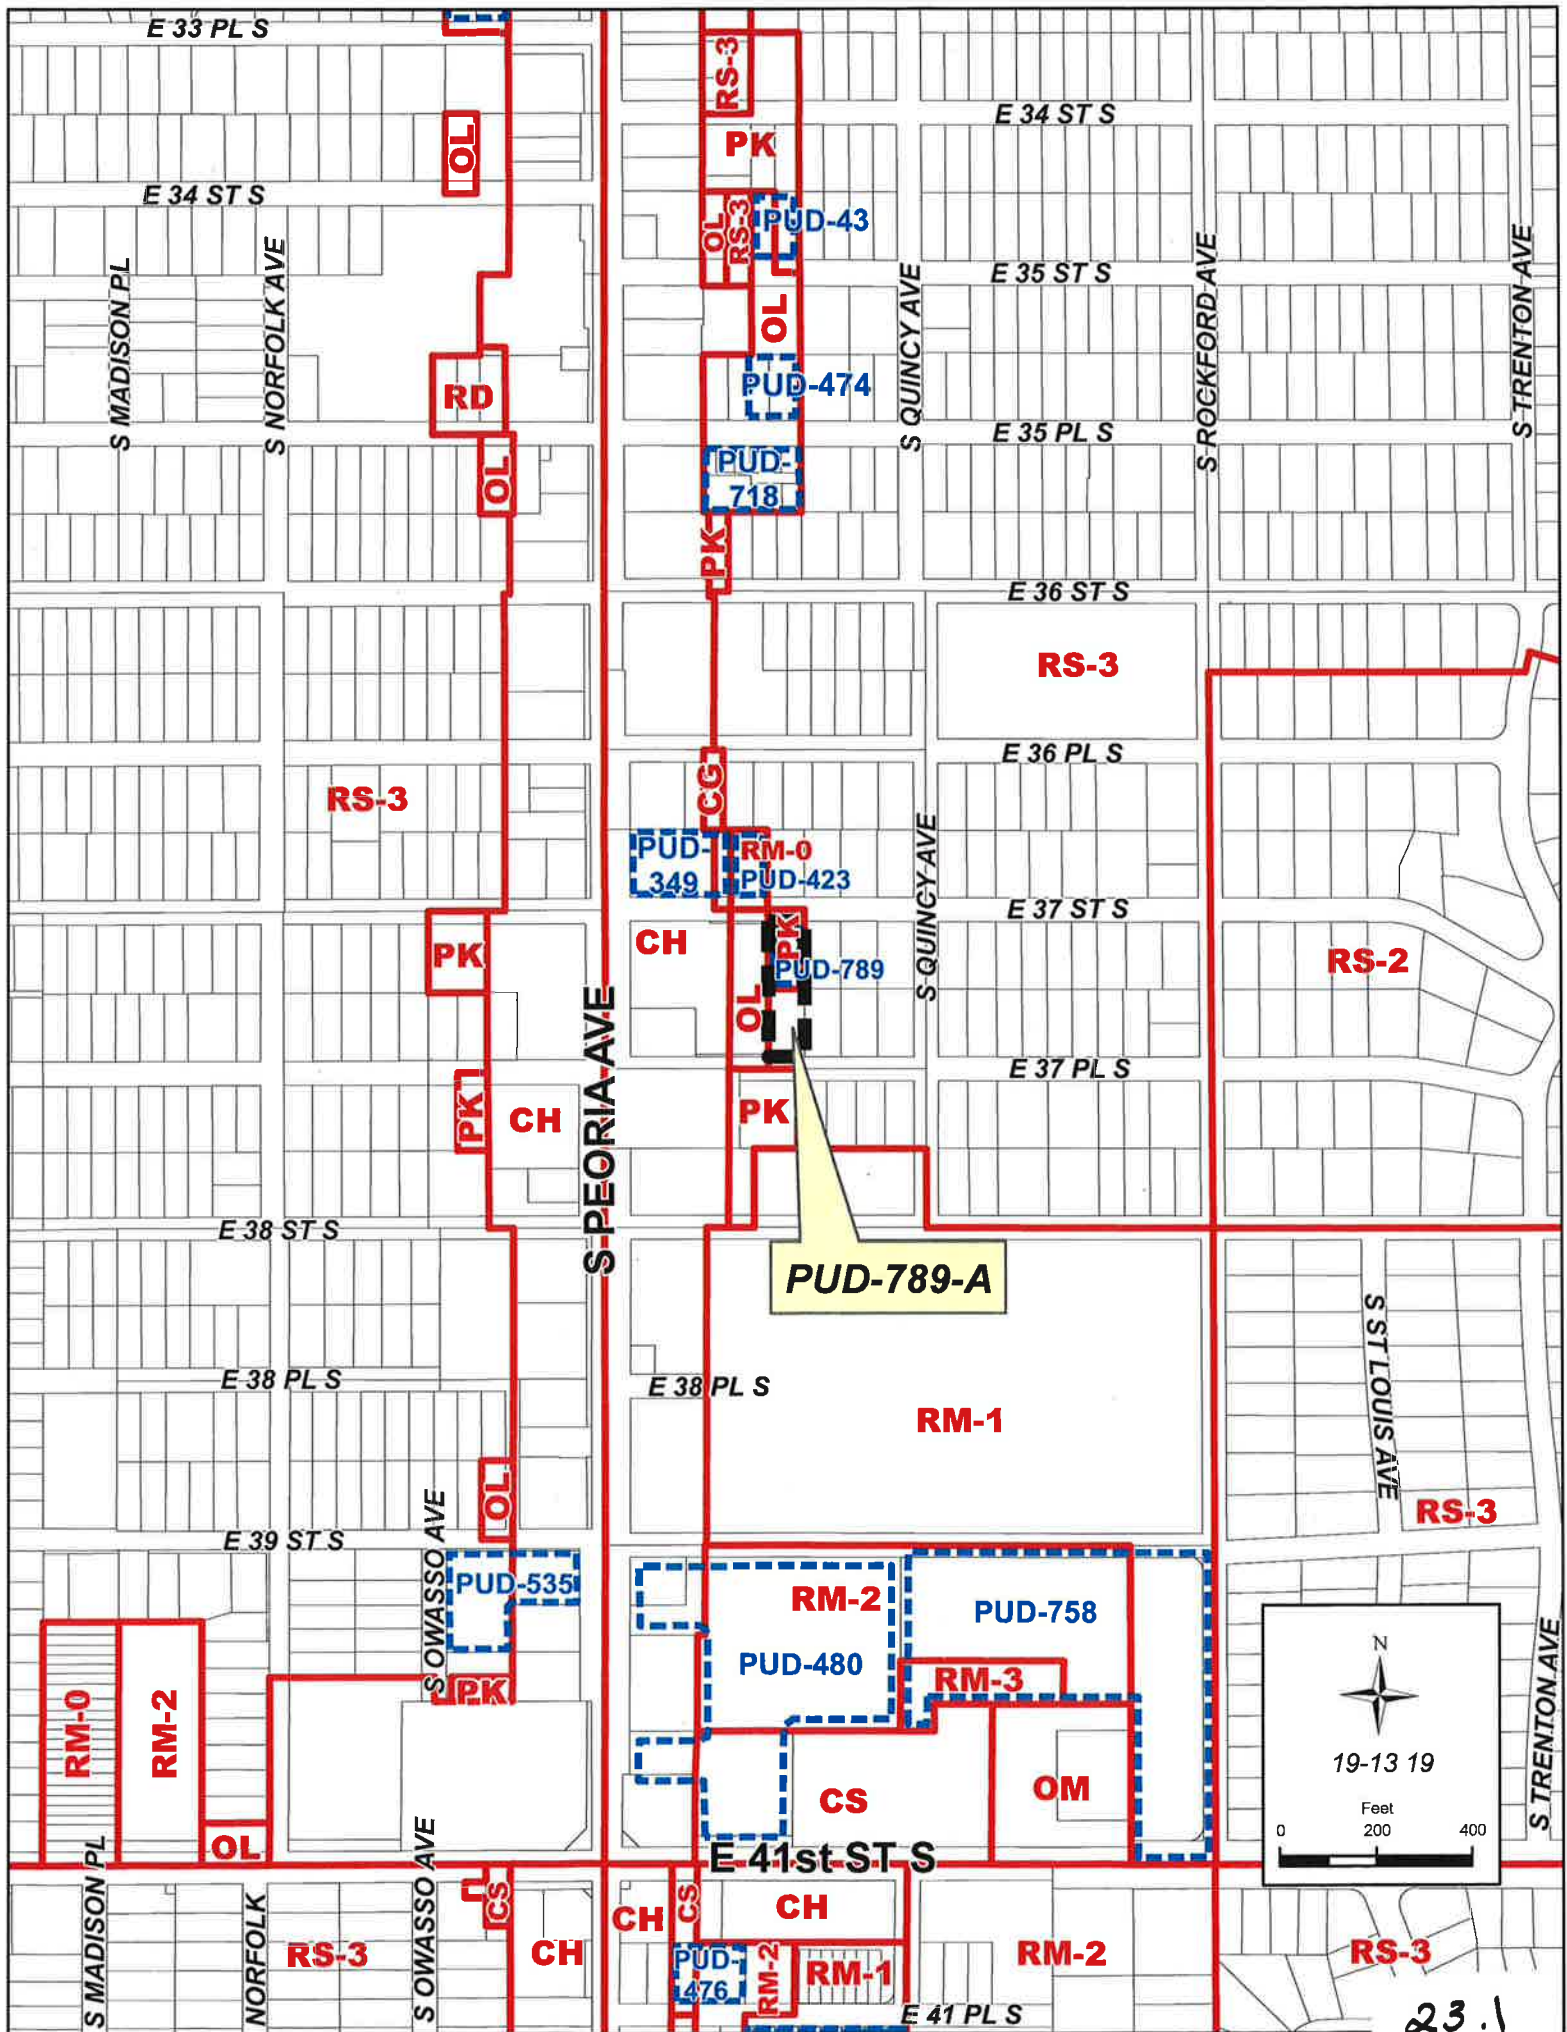 E 33 PL S
RS-3
E 34 ST S
OL
PK
E 34 ST S
OL
RS-3
PUD-43
E 35 ST S
S MADISON PL
S NORFOLK AVE
OL
S QUINCY AVE
S ROCKFORD AVE
S TRENTON AVE
RD
PUD-474
E 35 PL S
OL
PUD-
718
PK
E 36 ST S
RS-3
E 36 PL S
CG
RS-3
PUD-
349
RM-0
PUD-423
S QUINCY AVE
E 37 ST S
PK
CH
PK
PUD-789
RS-2
OL
S PEORIA AVE
E 37 PL S
PK
CH
PK
E 38 ST S
PUD-789-A
S ST LOUIS AVE
E 38 PL S
E 38 PL S
RM-1
OL
RS-3
E 39 ST S
S OWASSO AVE
PUD-535
RM-2
PUD-758
PUD-480
RM-3
PK
RM-0
RM-2
N
19-13 19
Feet
0 200 400
S TRENTON AVE
OM
CS
OL
E 41st ST S
S MADISON PL
NORFOLK
S OWASSO AVE
CS
CH
CS
CH
RS-3
CH
PUD-
476
RM-2
RM-1
RM-2
RS-3
E 41 PL S
23.1